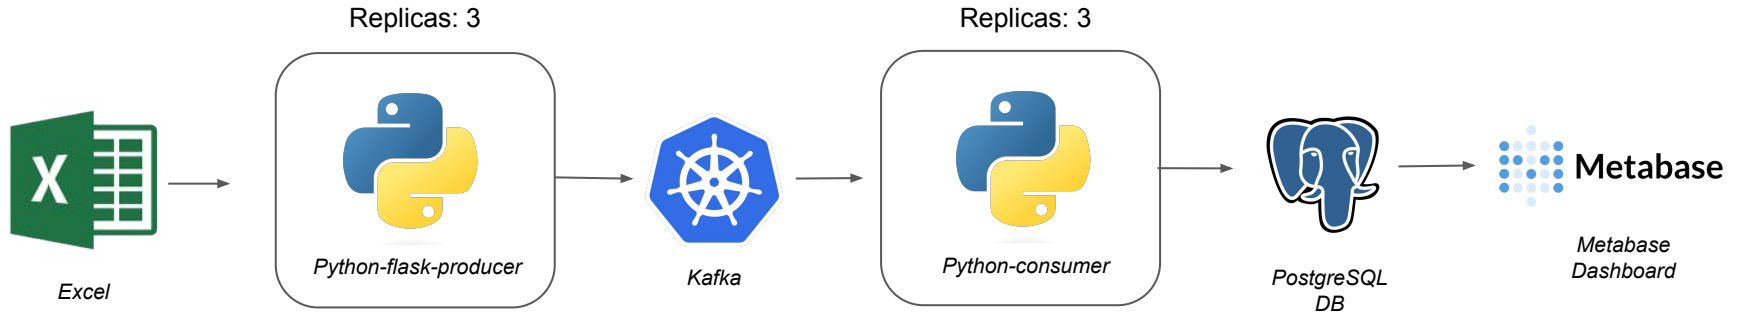 Replicas: 3
Replicas: 3
X
Metabase
Python-flask-producer
Python-consumer
Excel
Kafka
PostgreSQL
DB
Metabase
Dashboard